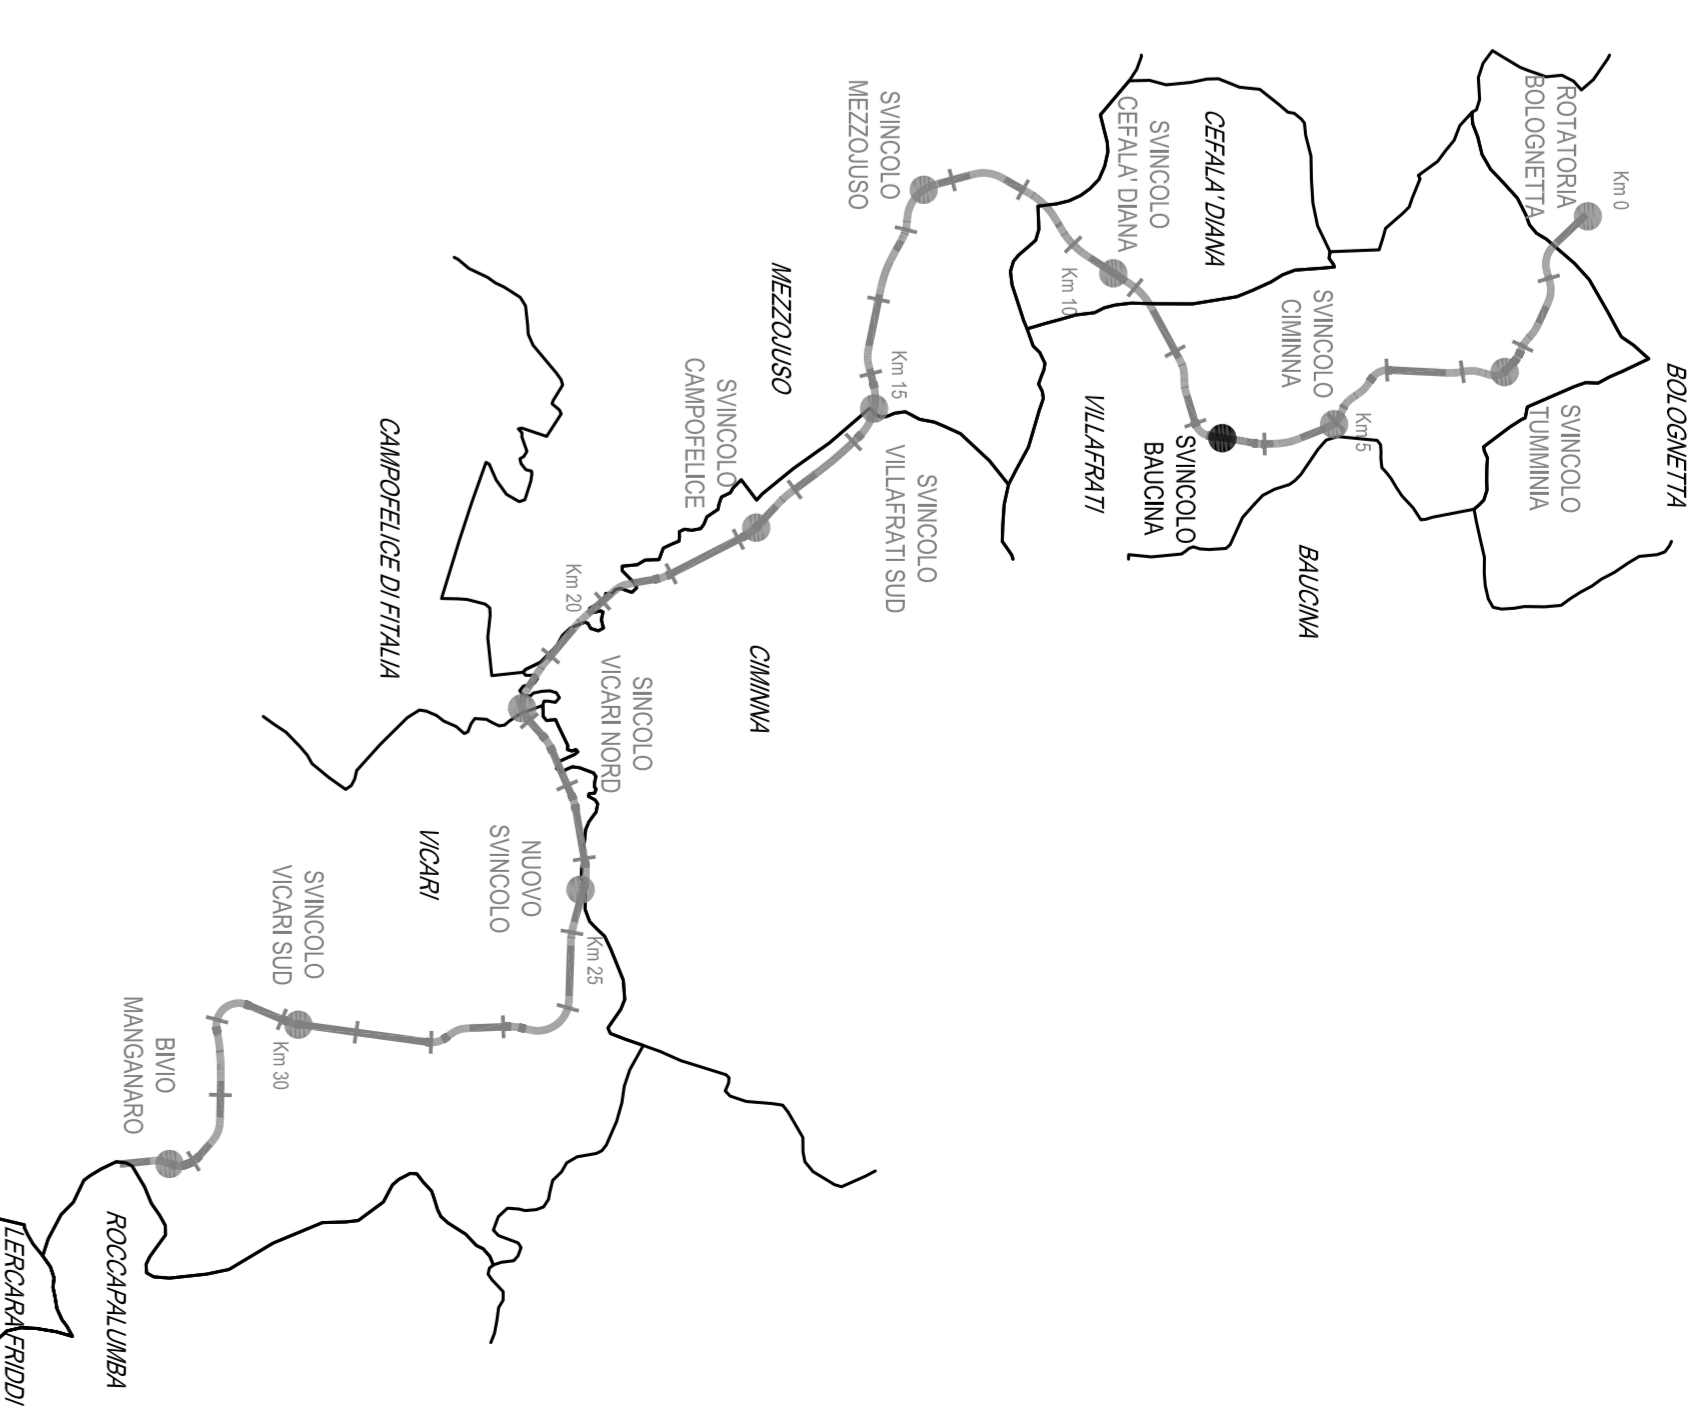 Km 0
ROTATORIA
BOLOGNETTA
BOLOGNETTA
SVINCOLO
TUMMINIA
Km 5
SVINCOLO
CIMINNA
BAUCINA
CEFALA' DIANA
SVINCOLO
CEFALA' DIANA
SVINCOLO
BAUCINA
VILLAFRATI
Km 10
SVINCOLO
MEZZOJUSO
Km 15
SVINCOLO
VILLAFRATI SUD
MEZZOJUSO
SVINCOLO
CAMPOFELICE
CIMINNA
Km 20
SINCOLO
VICARI NORD
CAMPOFELICE DI FITALIA
NUOVO
SVINCOLO
Km 25
VICARI
SVINCOLO
VICARI SUD
Km 30
BIVIO
MANGANARO
ROCCAPALUMBA
LERCARA FRIDDI